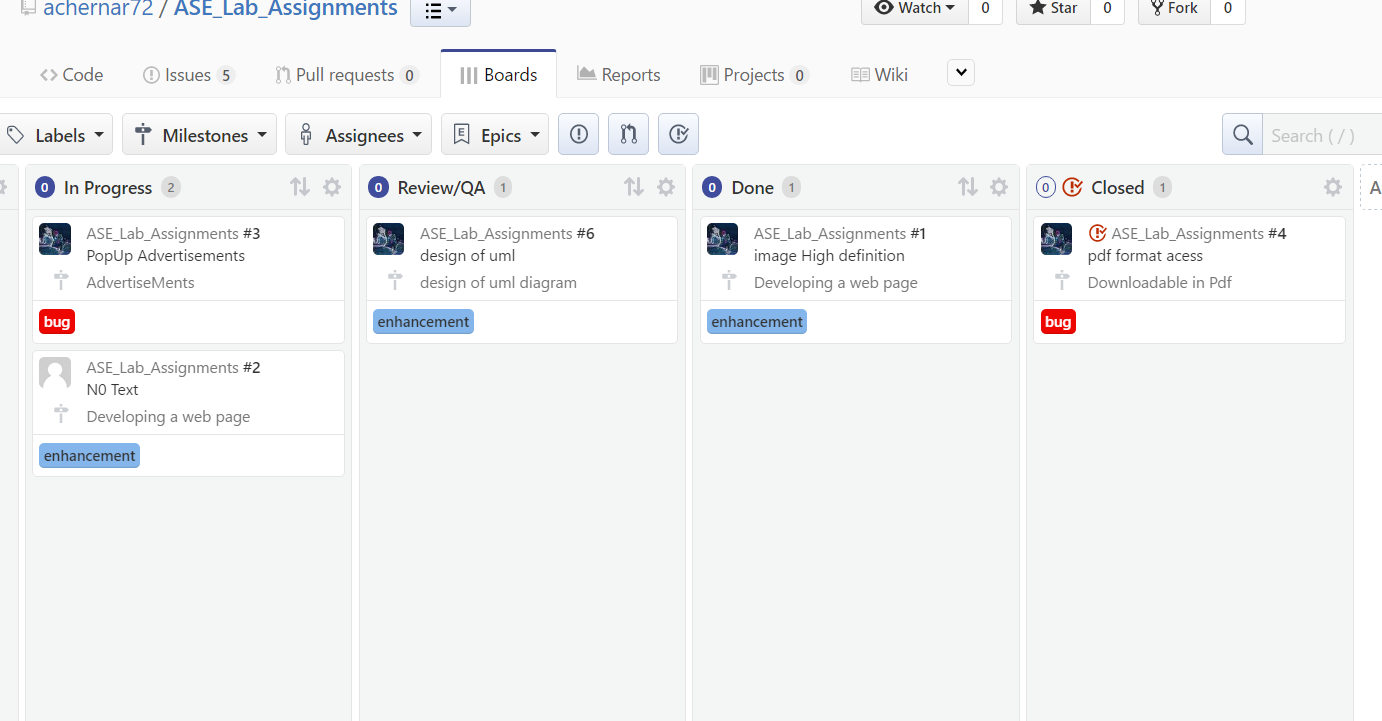 achernar72 / ASE_Lab_Assignments
Watch 0 Star 0 Fork 0
Code Issues 5 Pull requests 0 Boards Reports Projects 0 Wiki
Labels Milestones Assignees E Epics Search ( / )
0 In Progress 2
ASE_Lab_Assignments #3
PopUp Advertisements
AdvertiseMents
bug
ASE_Lab_Assignments #2
N0 Text
Developing a web page
enhancement
0 Review/QA 1
ASE_Lab_Assignments #6
design of uml
design of uml diagram
enhancement
0 Done 1
ASE_Lab_Assignments #1
image High definition
Developing a web page
enhancement
0 Closed 1
ASE_Lab_Assignments #4
pdf format acess
Downloadable in Pdf
bug
A